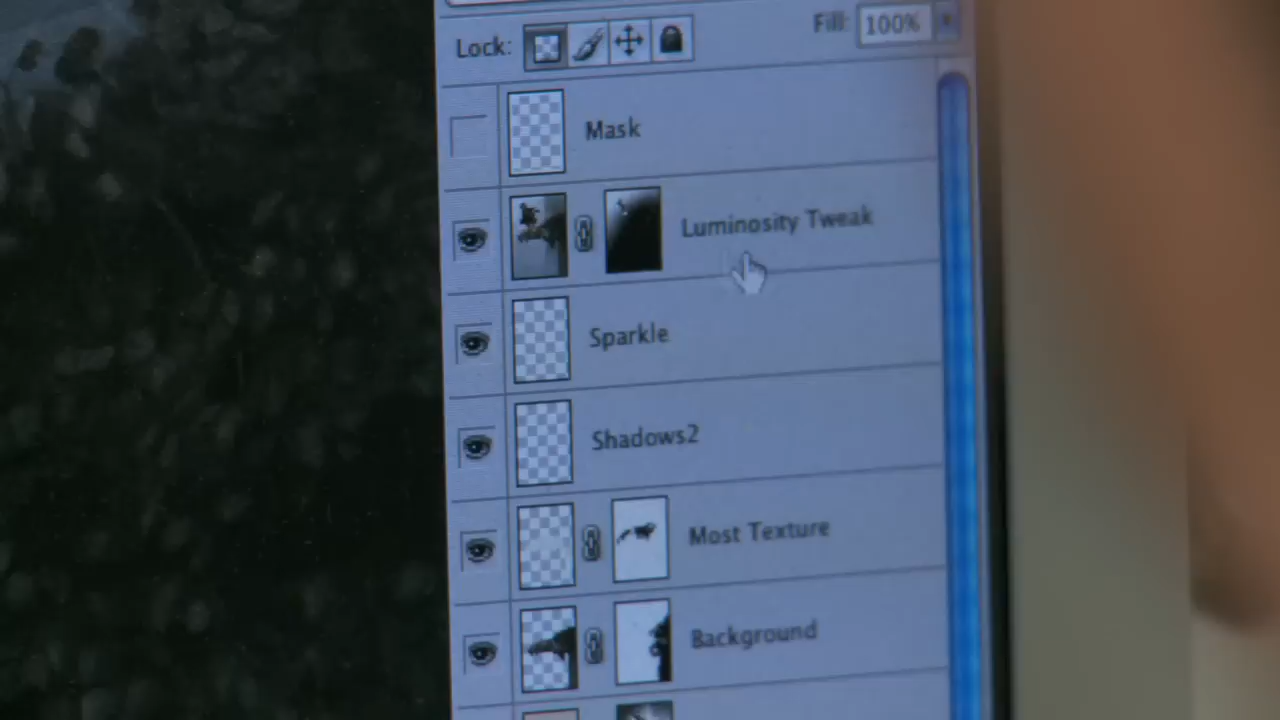 Lock: Fill: 100%
Mask
Luminosity Tweak
Sparkle
Shadows2
Most Texture
Background